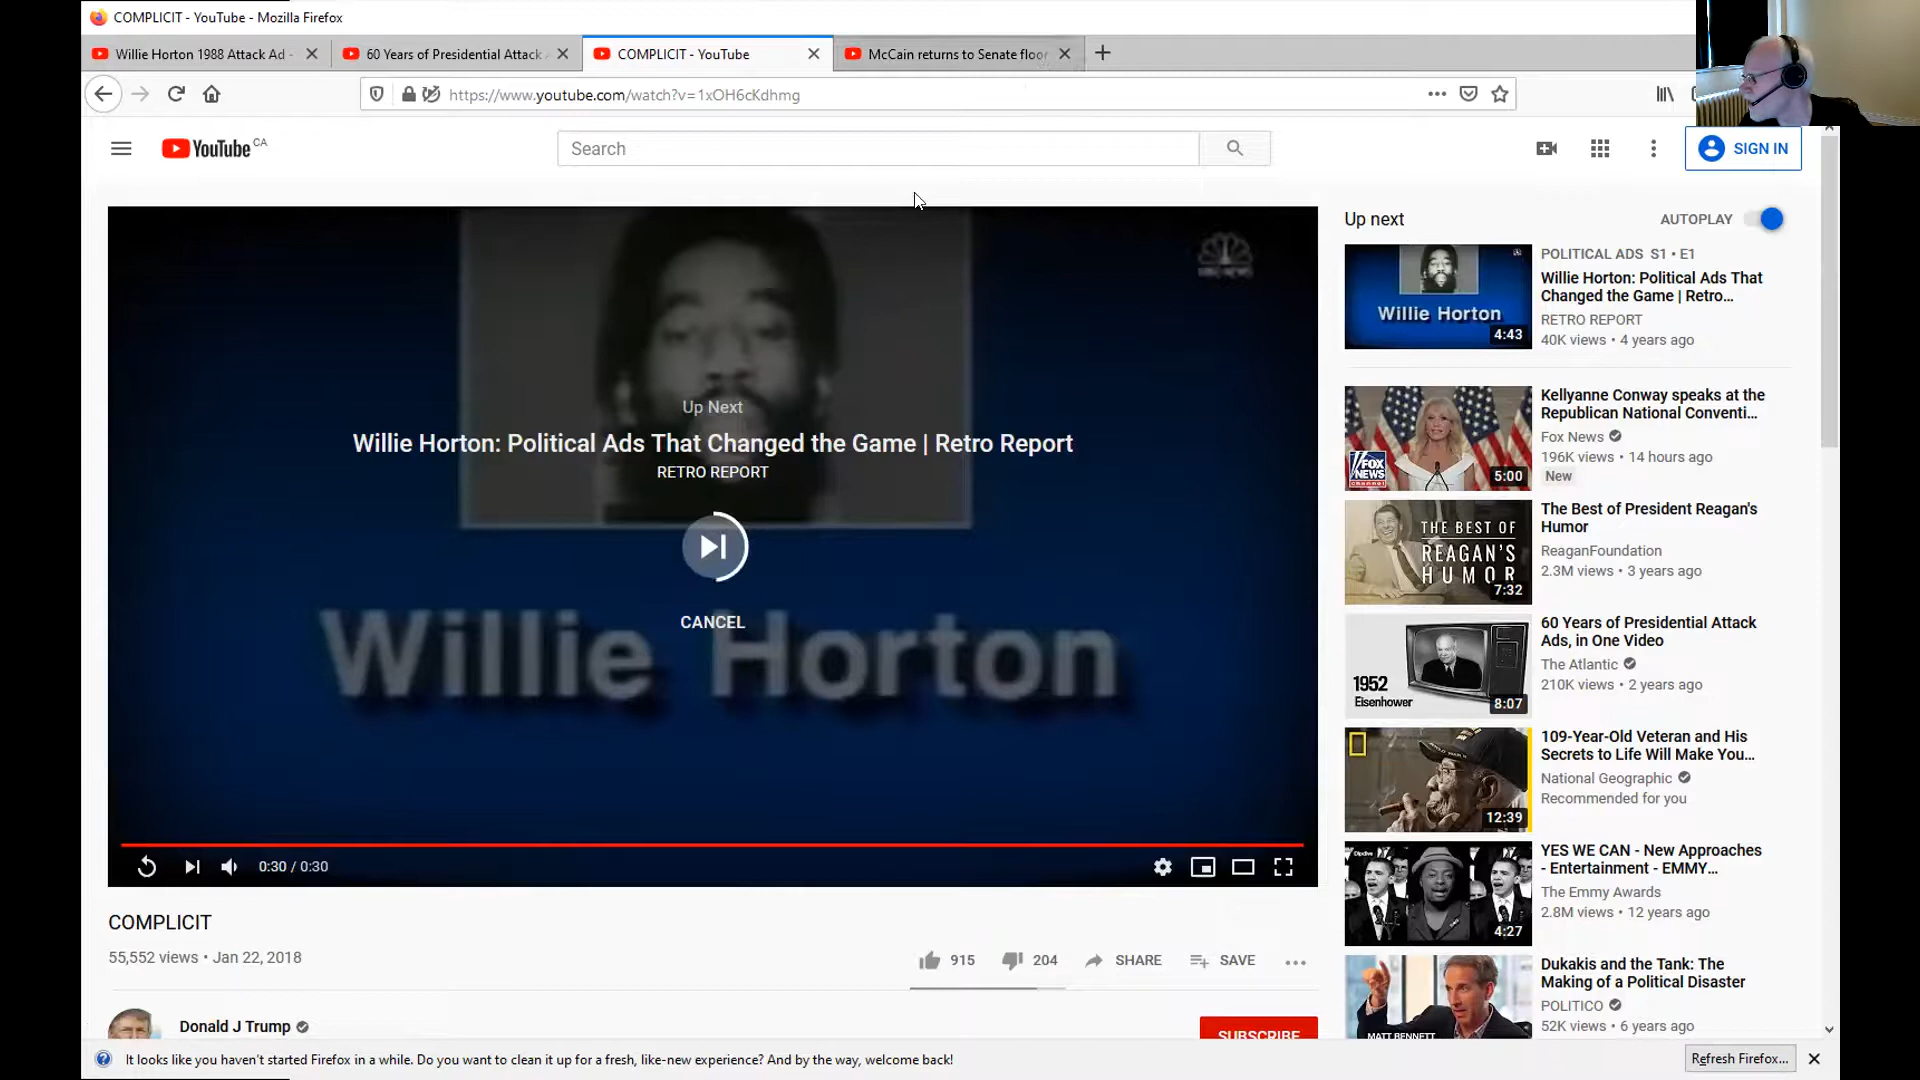 COMPLICIT - YouTube - Mozilla Firefox
Willie Horton 1988 Attack Ad -
60 Years of Presidential Attack
COMPLICIT - YouTube
McCain returns to Senate floor
https://www.youtube.com/watch?v=1xOH6cKdhmg
YouTube CA
Search
SIGN IN
NBC NEWS
Up Next
Willie Horton: Political Ads That Changed the Game | Retro Report
RETRO REPORT
CANCEL
Willie Horton
0:30 / 0:30
COMPLICIT
55,552 views • Jan 22, 2018
915
204
SHARE
SAVE
Donald J Trump
SUBSCRIBE
Up next
AUTOPLAY
Willie Horton
4:43
POLITICAL ADS S1 • E1
Willie Horton: Political Ads That
Changed the Game | Retro...
RETRO REPORT
40K views • 4 years ago
FOX
NEWS
channel
5:00
Kellyanne Conway speaks at the
Republican National Conventi...
Fox News
196K views • 14 hours ago
New
THE BEST OF
REAGAN'S
HUMOR
7:32
The Best of President Reagan's
Humor
ReaganFoundation
2.3M views • 3 years ago
1952
Eisenhower
8:07
60 Years of Presidential Attack
Ads, in One Video
The Atlantic
210K views • 2 years ago
12:39
109-Year-Old Veteran and His
Secrets to Life Will Make You...
National Geographic
Recommended for you
4:27
YES WE CAN - New Approaches
- Entertainment - EMMY...
The Emmy Awards
2.8M views • 12 years ago
MATT BENNETT
Dukakis and the Tank: The
Making of a Political Disaster
POLITICO
52K views • 6 years ago
It looks like you haven't started Firefox in a while. Do you want to clean it up for a fresh, like-new experience? And by the way, welcome back!
Refresh Firefox...